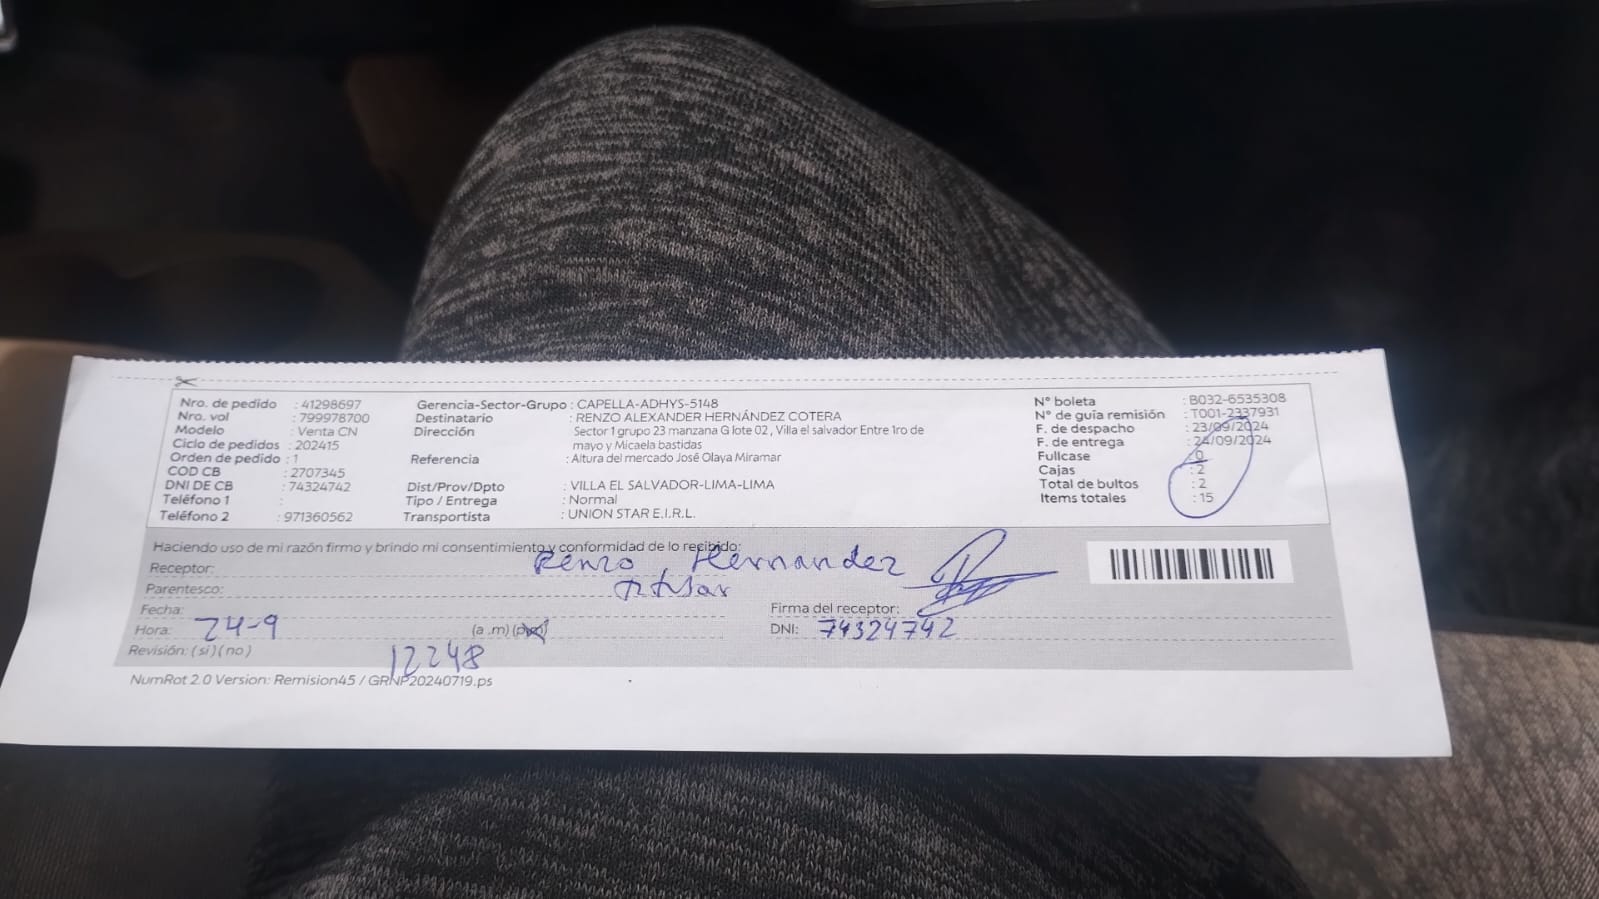 Nro. de pedido : 41298697
Nro. vol : 799978700
Modelo : Venta CN
Ciclo de pedidos : 202415
Orden de pedido : 1
COD CB : 2707345
DNI DE CB : 74324742
Teléfono 1 :
Teléfono 2 : 971360562
Gerencia-Sector-Grupo : CAPELLA-ADHYS-5148
Destinatario : RENZO ALEXANDER HERNÁNDEZ COTERA
Dirección Sector 1 grupo 23 manzana G lote 02 , Villa el salvador Entre 1ro de
mayo y Micaela bastidas
Referencia : Altura del mercado José Olaya Miramar
Dist/Prov/Dpto : VILLA EL SALVADOR-LIMA-LIMA
Tipo / Entrega : Normal
Transportista : UNION STAR E.I.R.L.
N° boleta : B032-6535308
N° de guía remisión : T001-2337931
F. de despacho : 23/09/2024
F. de entrega : 24/09/2024
Fullcase : 0
Cajas : 2
Total de bultos : 2
Items totales : 15
Haciendo uso de mi razón firmo y brindo mi consentimiento y conformidad de lo recibido:
Receptor: Renzo Hernandez
Parentesco: titular
Fecha: 24-9
Firma del receptor:
Hora: (a .m) (p.m)
12248
DNI: 74324742
Revisión: ( si ) ( no )
NumRot 2.0 Version: Remision45 / GRNP20240719.ps